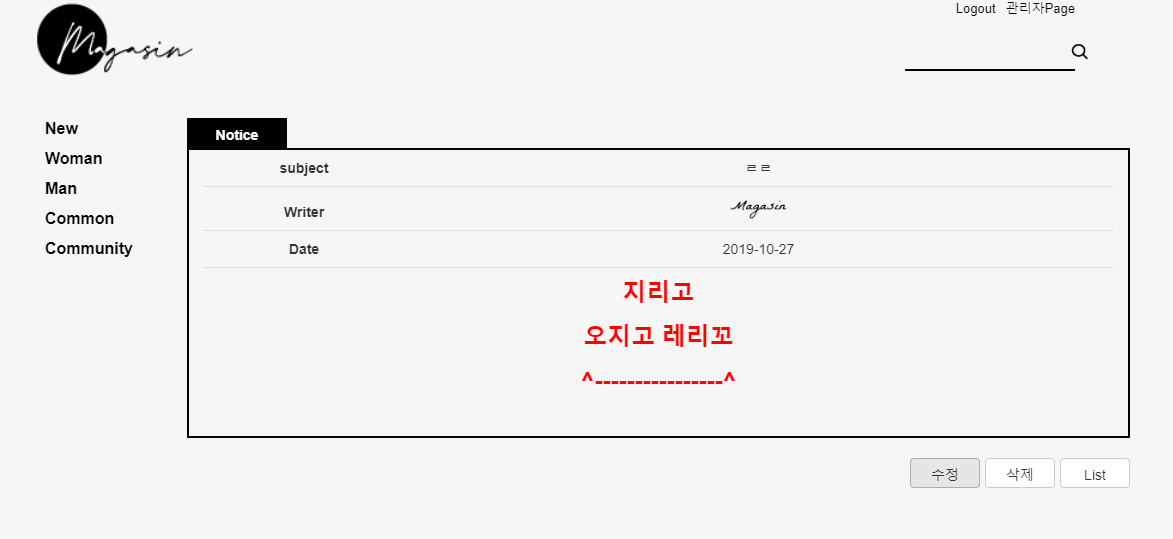 Logout 관리자Page
Magasin
New
Woman
Man
Common
Community
Notice
subject ㄹㄹ
Writer Magasin
Date 2019-10-27
지리고
오지고 레리꼬
^----------------^
수정 삭제 List